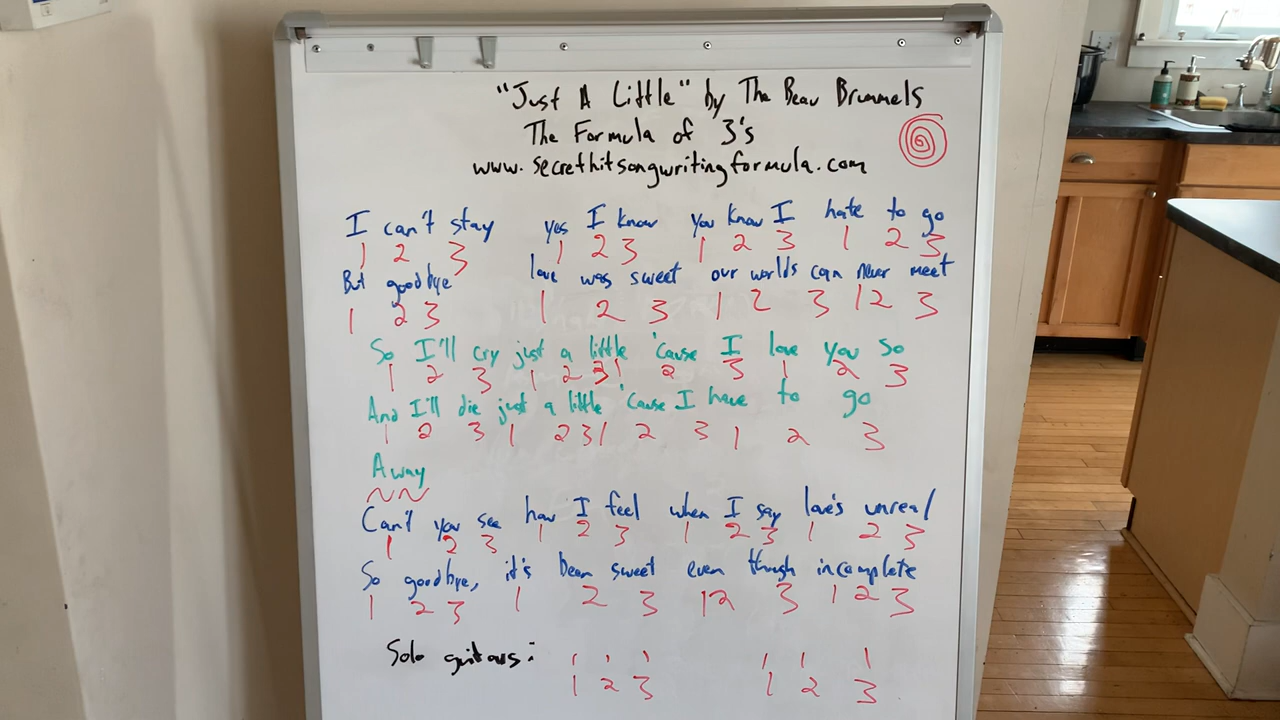 "Just A Little" by The Beau Brummels
The Formula of 3's
www.secrethitsongwritingformula.com
I can't stay yes I know you know I hate to go
1 2 3 1 2 3 1 2 3 1 2 3
But goodbye love was sweet our worlds can never meet
1 2 3 1 2 3 1 2 3 1 2 3
So I'll cry just a little 'cause I love you so
1 2 3 1 2 3 1 2 3 1 2 3
And I'll die just a little 'cause I have to go
1 2 3 1 2 3 1 2 3 1 2 3
Away
Can't you see how I feel when I say love's unreal
1 2 3 1 2 3 1 2 3 1 2 3
So goodbye, it's been sweet even though incomplete
1 2 3 1 2 3 1 2 3 1 2 3
Solo guitars:
1 2 3 1 2 3